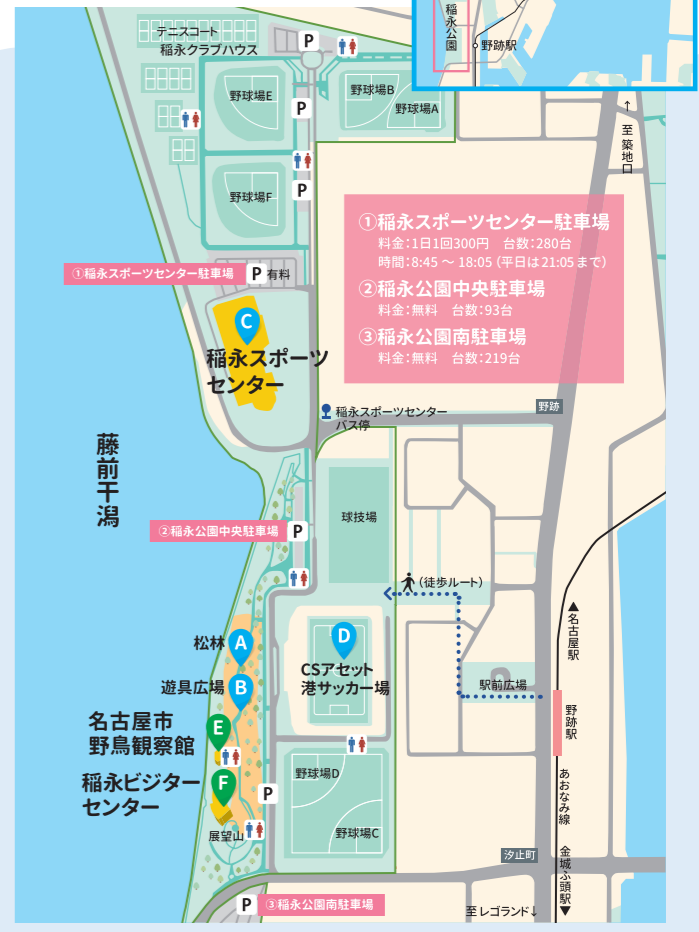 稲永公園
野跡駅
テニスコート
稲永クラブハウス
P
野球場E
P
野球場B
野球場A
↑至築地口
野球場F
P
①稲永スポーツセンター駐車場
P 有料
①稲永スポーツセンター駐車場
料金:1日1回300円 台数:280台
時間:8:45 〜 18:05 (平日は21:05まで)
②稲永公園中央駐車場
料金:無料 台数:93台
③稲永公園南駐車場
料金:無料 台数:219台
C
稲永スポーツ
センター
稲永スポーツセンター
バス停
野跡
藤前干潟
球技場
②稲永公園中央駐車場
P
(徒歩ルート)
▲名古屋駅
松林
A
D
CSアセット
港サッカー場
遊具広場
B
駅前広場
野跡駅
名古屋市
野鳥観察館
E
稲永ビジター
センター
F
野球場D
あおなみ線
P
展望山
野球場C
汐止町
金城ふ頭駅▼
P
③稲永公園南駐車場
至レゴランド↓